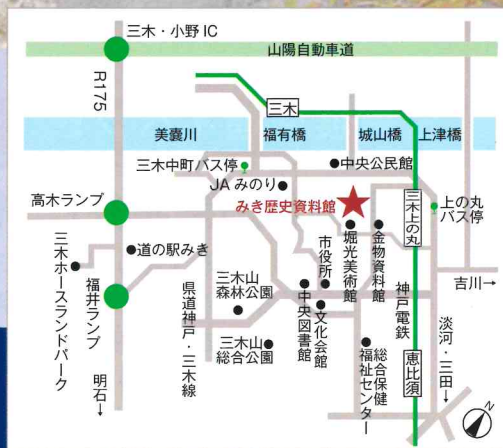 三木・小野IC
山陽自動車道
R175
三木
美嚢川
福有橋
城山橋
上津橋
三木中町バス停
中央公民館
JAみのり
高木ランプ
みき歴史資料館
三木上の丸
上の丸
バス停
道の駅みき
三木ホースランドパーク
福井ランプ
明石→
県道神戸・三木線
三木山
森林公園
三木山
総合公園
中央図書館
文化会館
市役所
堀光美術館
金物資料館
神戸電鉄
吉川→
総合保健
福祉センター
恵比須
淡河・三田→
N